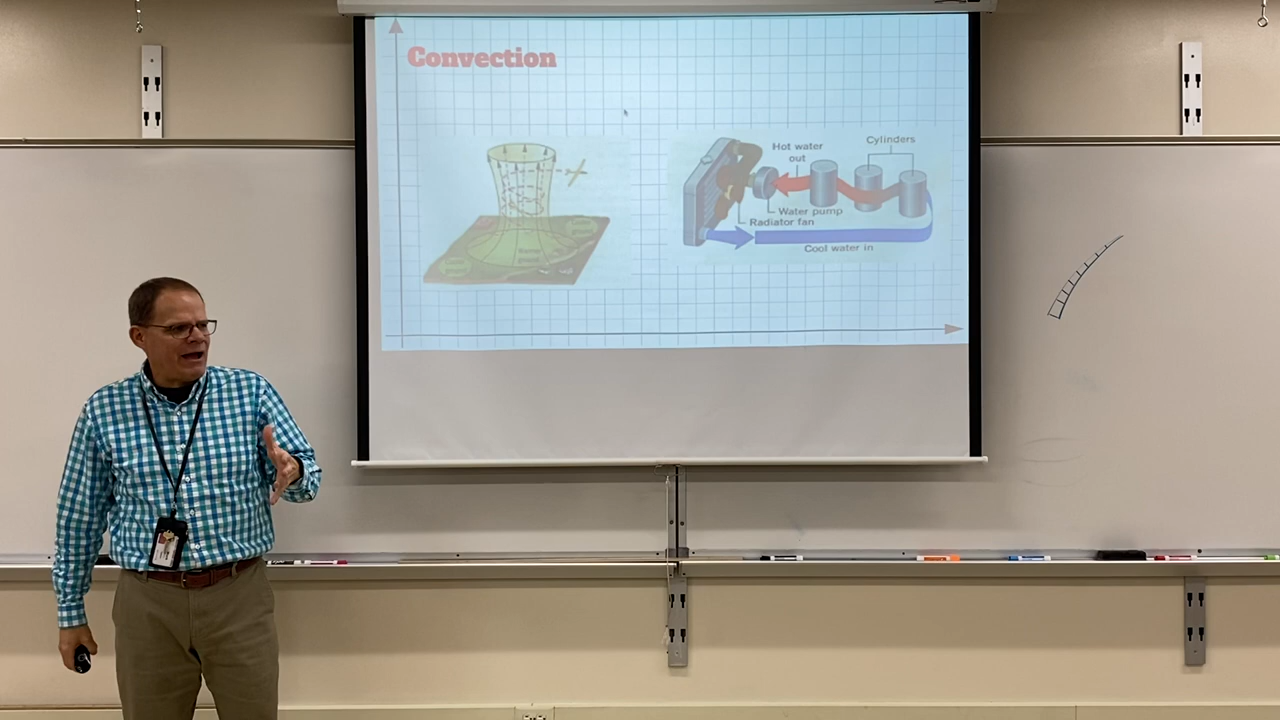 Convection
Hot water
out
Cylinders
Water pump
Radiator fan
Cool water in